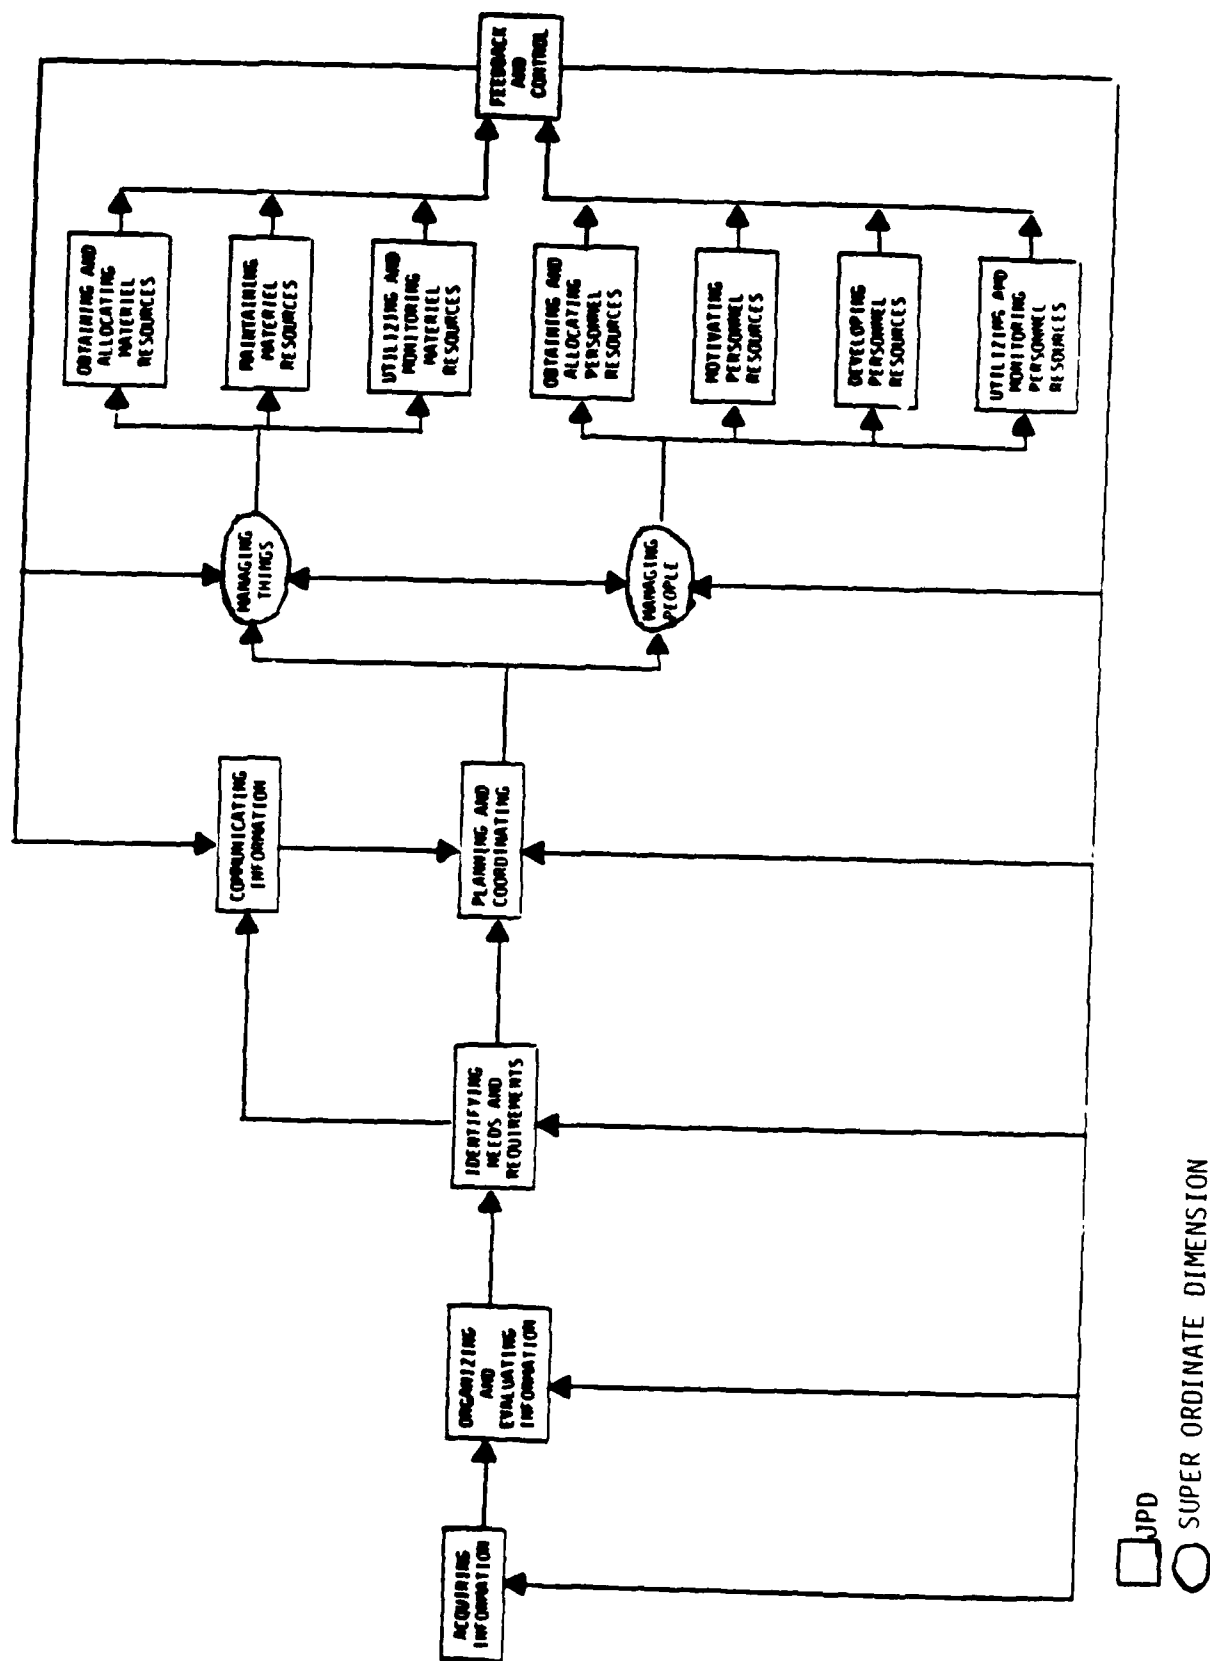 ACQUIRING
INFORMATION
ORGANIZING
AND
EVALUATING
INFORMATION
IDENTIFYING
NEEDS AND
REQUIREMENTS
COMMUNICATING
INFORMATION
PLANNING AND
COORDINATING
MANAGING
THINGS
MANAGING
PEOPLE
OBTAINING AND
ALLOCATING
MATERIEL
RESOURCES
MAINTAINING
MATERIEL
RESOURCES
UTILIZING AND
MONITORING
MATERIEL
RESOURCES
OBTAINING AND
ALLOCATING
PERSONNEL
RESOURCES
MOTIVATING
PERSONNEL
RESOURCES
DEVELOPING
PERSONNEL
RESOURCES
UTILIZING AND
MONITORING
PERSONNEL
RESOURCES
FEEDBACK
AND
CONTROL
JPD
SUPER ORDINATE DIMENSION